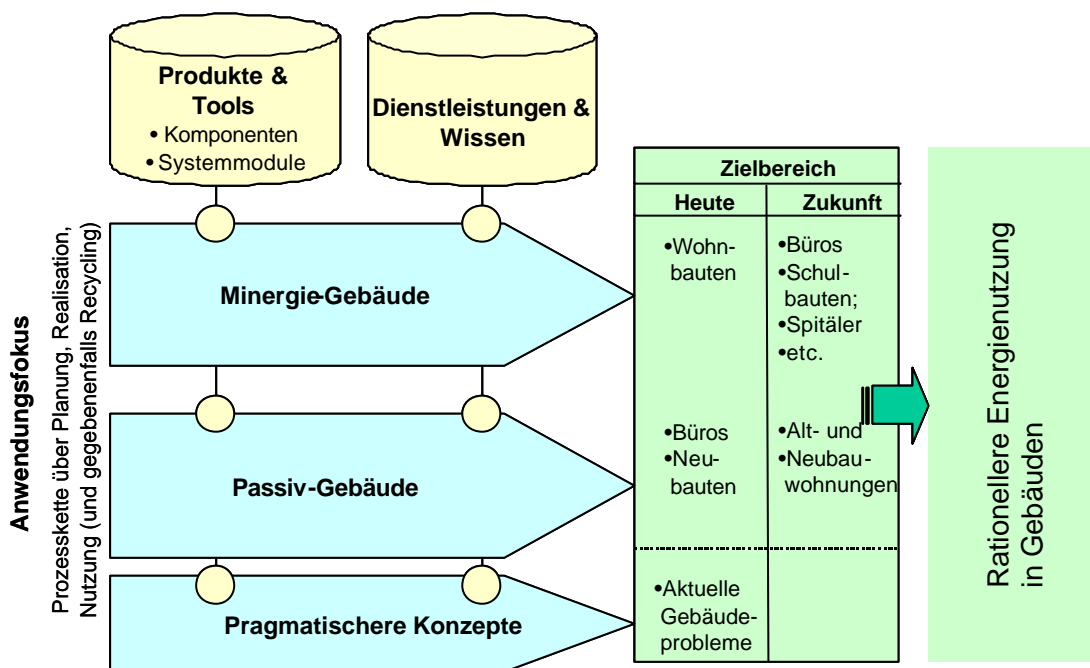 Produkte &
Tools
• Komponenten
• Systemmodule
Dienstleistungen &
Wissen
Anwendungsfokus
Prozesskette über Planung, Realisation,
Nutzung (und gegebenenfalls Recycling)
Minergie-Gebäude
Passiv-Gebäude
Pragmatischere Konzepte
Zielbereich
Heute
Zukunft
•Wohn-
bauten
•Büros
•Schul-
bauten;
•Spitäler
•etc.
•Büros
•Neu-
bauten
•Alt- und
•Neubau-
wohnungen
•Aktuelle
Gebäude-
probleme
Rationellere Energienutzung
in Gebäuden